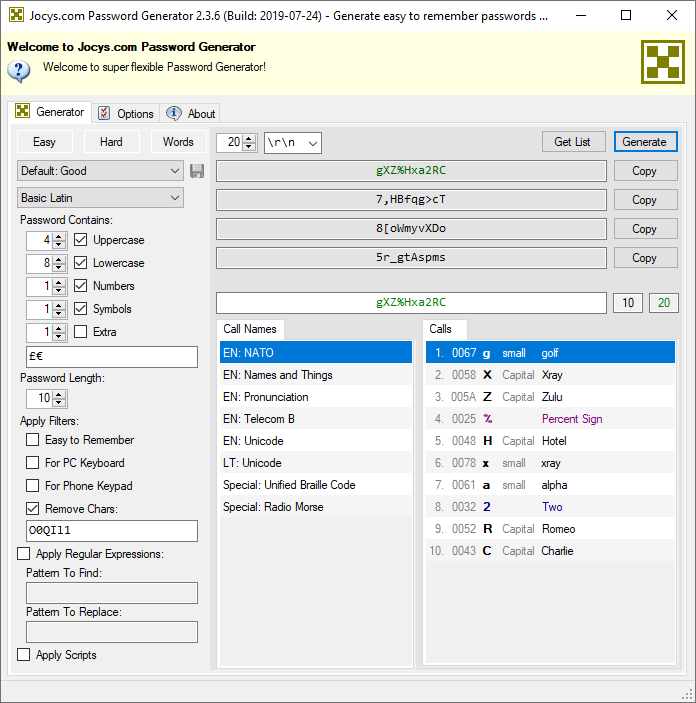 Jocys.com Password Generator 2.3.6 (Build: 2019-07-24) - Generate easy to remember passwords ...
Welcome to Jocys.com Password Generator
Welcome to super flexible Password Generator!
Generator Options About
Easy Hard Words
20 \r\n Get List Generate
Default: Good
gXZ%Hxa2RC Copy
Basic Latin
7,HBfqg>cT Copy
8[oWmyvXDo Copy
5r_gtAspms Copy
Password Contains:
4 Uppercase
8 Lowercase
1 Numbers
1 Symbols
1 Extra
£€
Password Length:
10
Apply Filters:
Easy to Remember
For PC Keyboard
For Phone Keypad
Remove Chars:
O0QIl1
Apply Regular Expressions:
Pattern To Find:
Pattern To Replace:
Apply Scripts
gXZ%Hxa2RC 10 20
Call Names
EN: NATO
EN: Names and Things
EN: Pronunciation
EN: Telecom B
EN: Unicode
LT: Unicode
Special: Unified Braille Code
Special: Radio Morse
Calls
1. 0067 g small golf
2. 0058 X Capital Xray
3. 005A Z Capital Zulu
4. 0025 % Percent Sign
5. 0048 H Capital Hotel
6. 0078 x small xray
7. 0061 a small alpha
8. 0032 2 Two
9. 0052 R Capital Romeo
10. 0043 C Capital Charlie